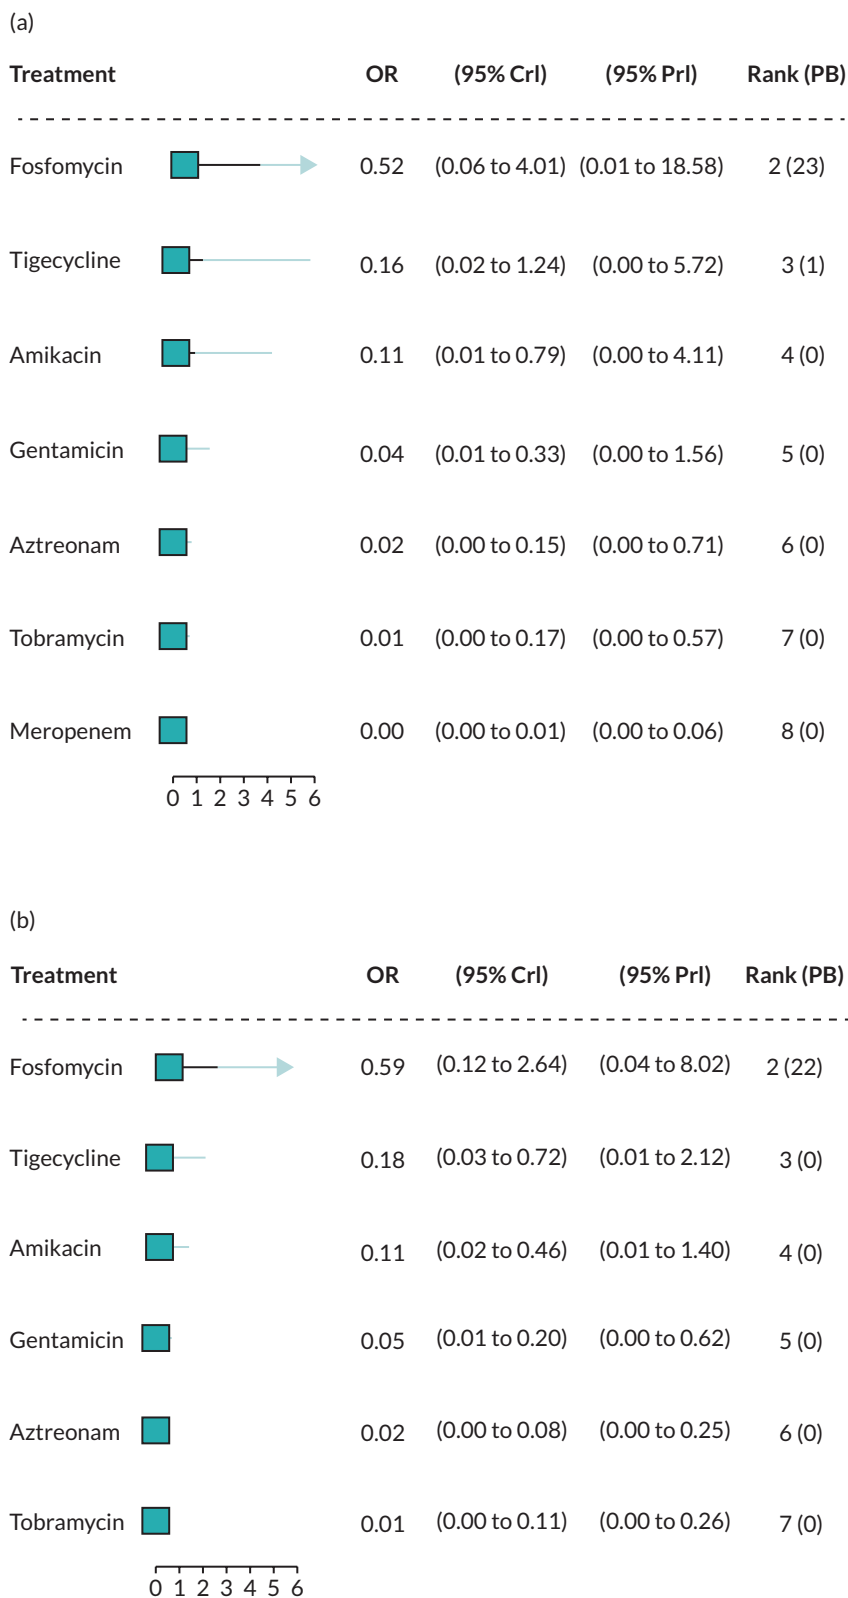 (a)
Treatment OR (95% Crl) (95% Prl) Rank (PB)
Fosfomycin 0.52 (0.06 to 4.01) (0.01 to 18.58) 2 (23)
Tigecycline 0.16 (0.02 to 1.24) (0.00 to 5.72) 3 (1)
Amikacin 0.11 (0.01 to 0.79) (0.00 to 4.11) 4 (0)
Gentamicin 0.04 (0.01 to 0.33) (0.00 to 1.56) 5 (0)
Aztreonam 0.02 (0.00 to 0.15) (0.00 to 0.71) 6 (0)
Tobramycin 0.01 (0.00 to 0.17) (0.00 to 0.57) 7 (0)
Meropenem 0.00 (0.00 to 0.01) (0.00 to 0.06) 8 (0)
0 1 2 3 4 5 6
(b)
Treatment OR (95% Crl) (95% Prl) Rank (PB)
Fosfomycin 0.59 (0.12 to 2.64) (0.04 to 8.02) 2 (22)
Tigecycline 0.18 (0.03 to 0.72) (0.01 to 2.12) 3 (0)
Amikacin 0.11 (0.02 to 0.46) (0.01 to 1.40) 4 (0)
Gentamicin 0.05 (0.01 to 0.20) (0.00 to 0.62) 5 (0)
Aztreonam 0.02 (0.00 to 0.08) (0.00 to 0.25) 6 (0)
Tobramycin 0.01 (0.00 to 0.11) (0.00 to 0.26) 7 (0)
0 1 2 3 4 5 6